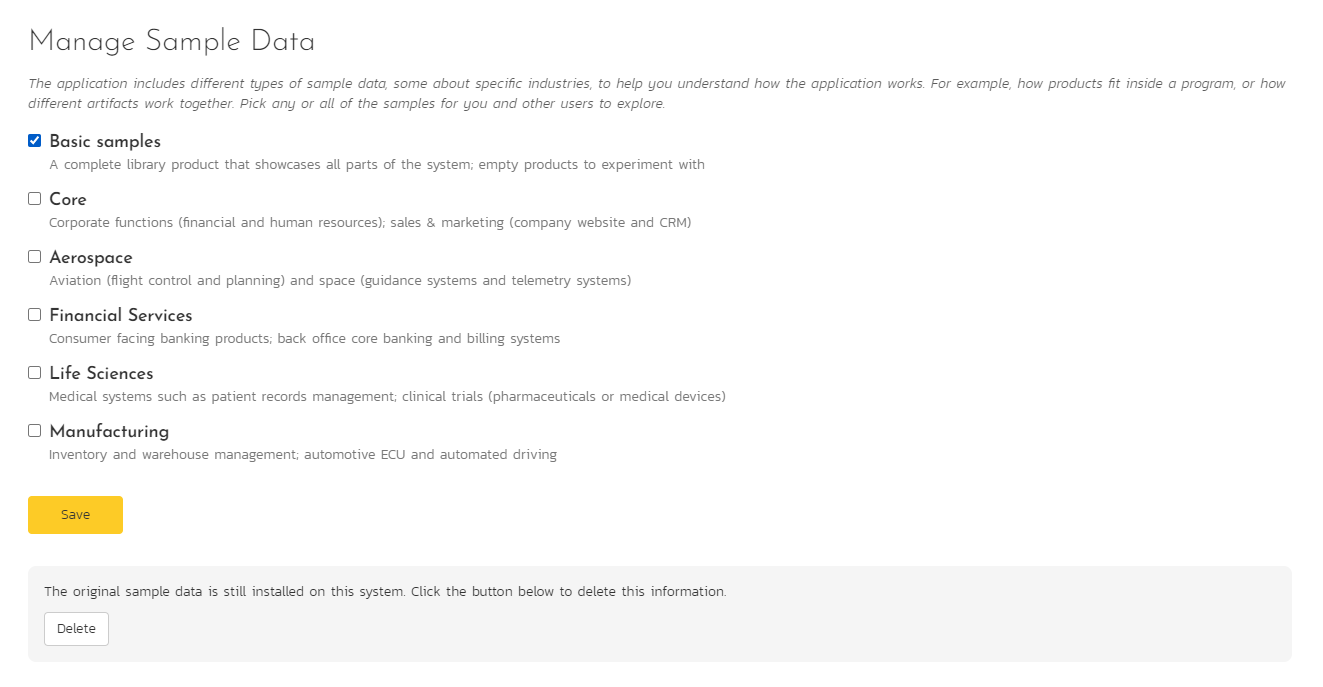 Manage Sample Data
The application includes different types of sample data, some about specific industries, to help you understand how the application works. For example, how products fit inside a program, or how
different artifacts work together. Pick any or all of the samples for you and other users to explore.
Basic samples
A complete library product that showcases all parts of the system; empty products to experiment with
Core
Corporate functions (financial and human resources); sales & marketing (company website and CRM)
Aerospace
Aviation (flight control and planning) and space (guidance systems and telemetry systems)
Financial Services
Consumer facing banking products; back office core banking and billing systems
Life Sciences
Medical systems such as patient records management; clinical trials (pharmaceuticals or medical devices)
Manufacturing
Inventory and warehouse management; automotive ECU and automated driving
Save
The original sample data is still installed on this system. Click the button below to delete this information.
Delete